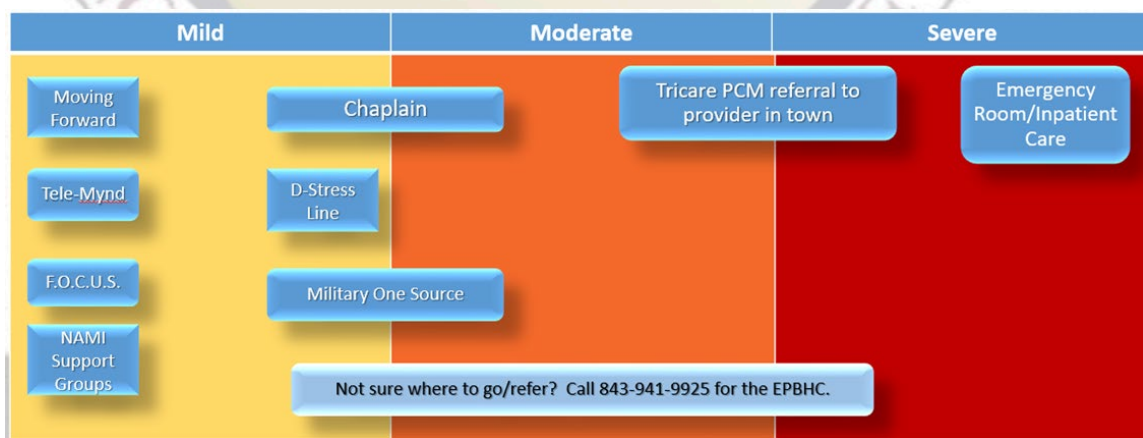 Mild
Moderate
Severe
Moving
Forward
Chaplain
Tricare PCM referral to
provider in town
Emergency
Room/Inpatient
Care
Tele-Mynd
D-Stress
Line
F.O.C.U.S.
Military One Source
NAMI
Support
Groups
Not sure where to go/refer?  Call 843-941-9925 for the EPBHC.